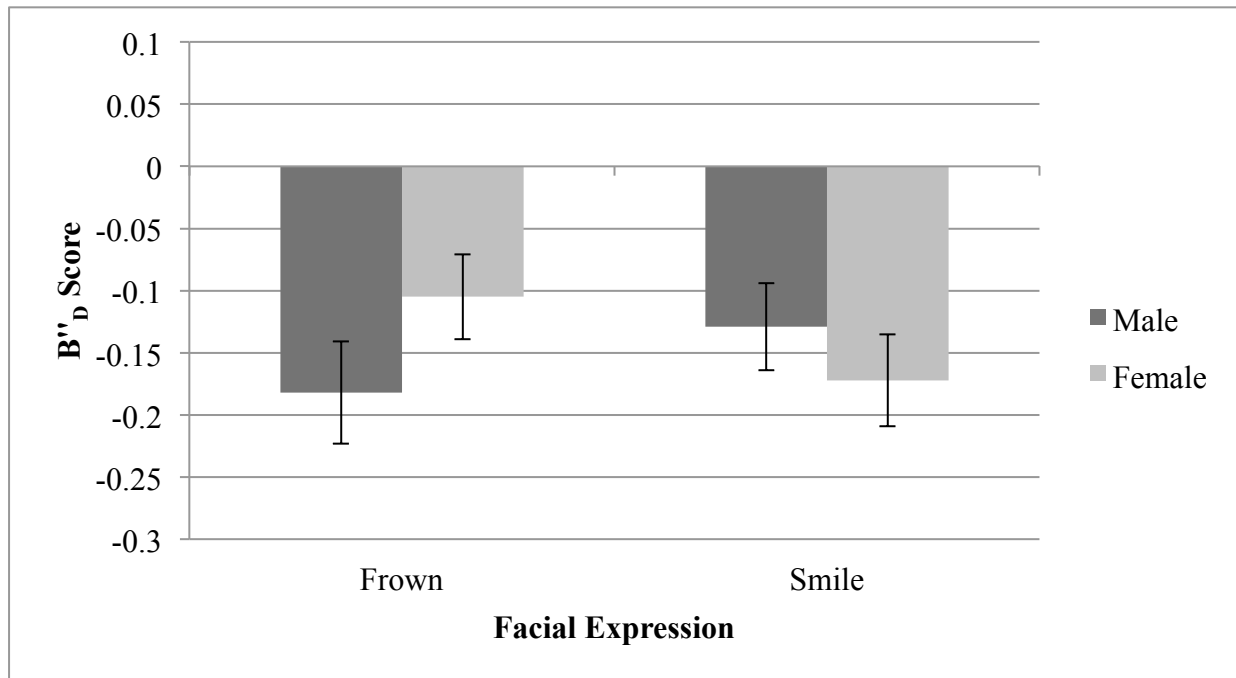 0.1
0.05
0
-0.05
-0.1
-0.15
-0.2
-0.25
-0.3
B''D Score
Frown
Smile
Facial Expression
Male
Female